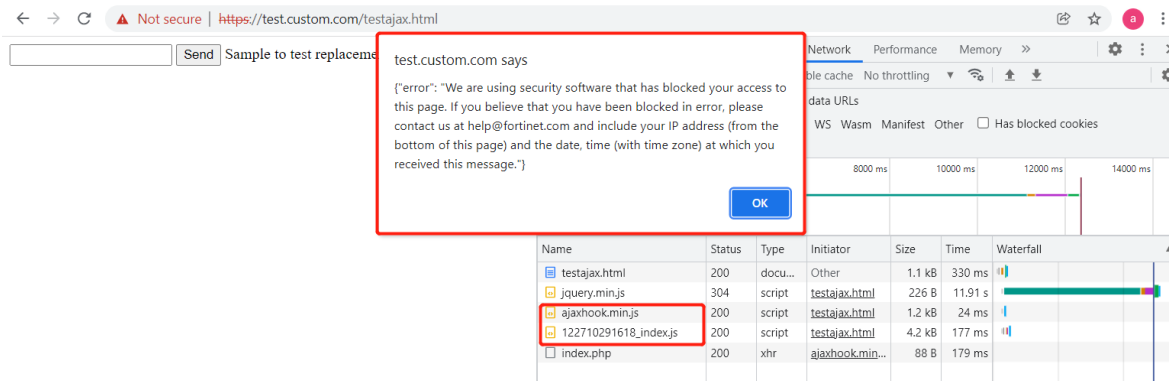 Not secure | https://test.custom.com/testajax.html
a
Send Sample to test replaceme
test.custom.com says
{"error": "We are using security software that has blocked your access to
this page. If you believe that you have been blocked in error, please
contact us at help@fortinet.com and include your IP address (from the
bottom of this page) and the date, time (with time zone) at which you
received this message."}
OK
Network Performance Memory »
ble cache No throttling
data URLs
WS Wasm Manifest Other Has blocked cookies
8000 ms 10000 ms 12000 ms 14000 ms
Name Status Type Initiator Size Time Waterfall
testajax.html 200 docu... Other 1.1 kB 330 ms
jquery.min.js 304 script testajax.html 226 B 11.91 s
ajaxhook.min.js 200 script testajax.html 1.2 kB 24 ms
122710291618_index.js 200 script testajax.html 4.2 kB 177 ms
index.php 200 xhr ajaxhook.min... 88 B 179 ms